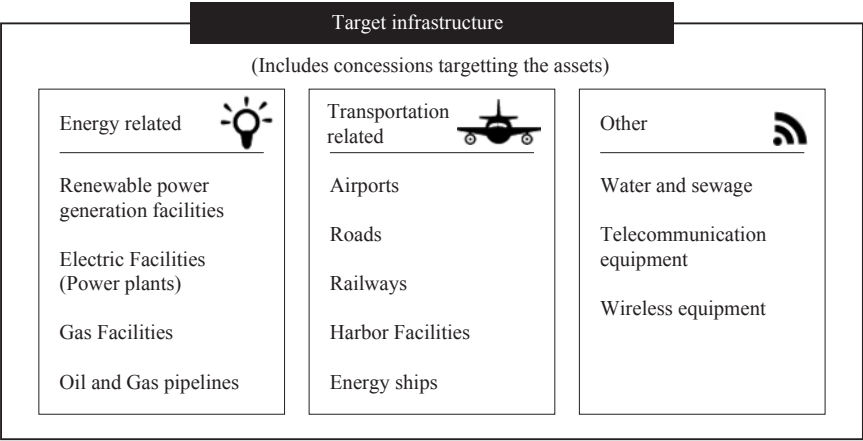 Target infrastructure
(Includes concessions targetting the assets)
Energy related
Renewable power
generation facilities
Electric Facilities
(Power plants)
Gas Facilities
Oil and Gas pipelines
Transportation
related
Airports
Roads
Railways
Harbor Facilities
Energy ships
Other
Water and sewage
Telecommunication
equipment
Wireless equipment